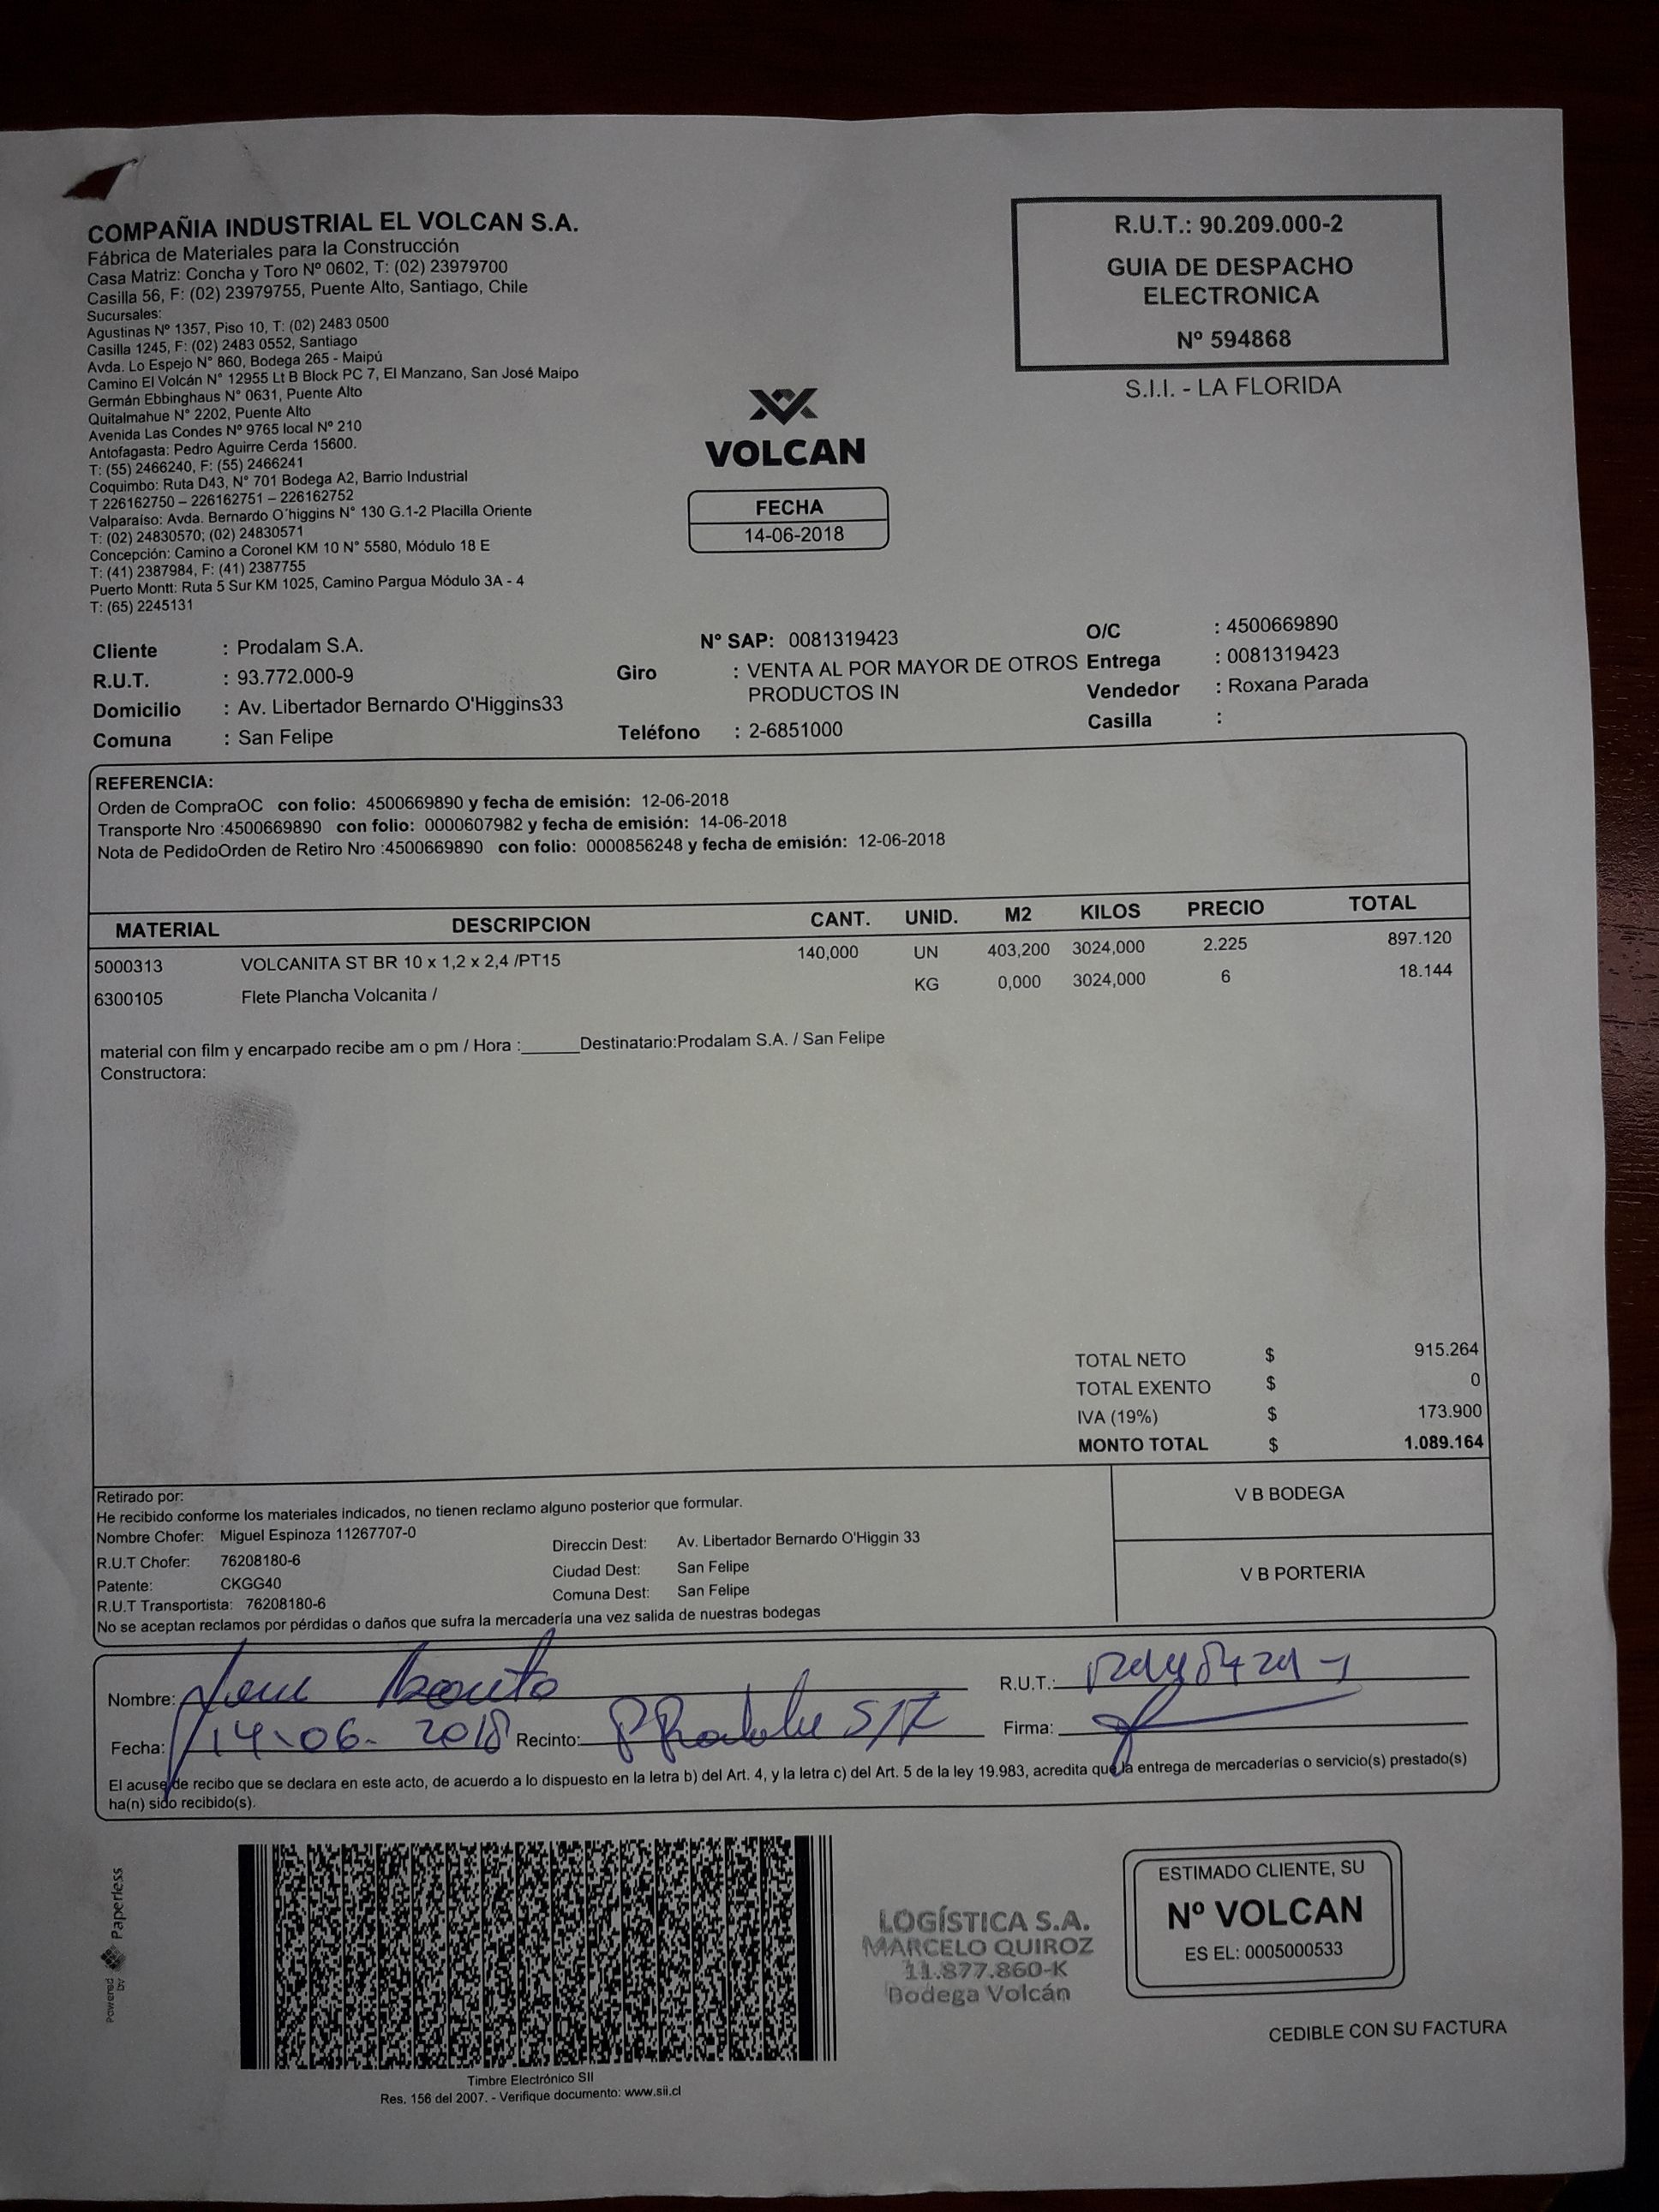 COMPAÑIA INDUSTRIAL EL VOLCAN S.A.
Fábrica de Materiales para la Construcción
Casa Matriz: Concha y Toro Nº 0602, T: (02) 23979700
Casilla 56, F: (02) 23979755, Puente Alto, Santiago, Chile
Sucursales:
Agustinas Nº 1357, Piso 10, T: (02) 2483 0500
Casilla 1245, F: (02) 2483 0552, Santiago
Avda. Lo Espejo N° 860, Bodega 265 - Maipú
Camino El Volcán N° 12955 Lt B Block PC 7, El Manzano, San José Maipo
Germán Ebbinghaus N° 0631, Puente Alto
Quitalmahue N° 2202, Puente Alto
Avenida Las Condes Nº 9765 local Nº 210
Antofagasta: Pedro Aguirre Cerda 15600.
T: (55) 2466240, F: (55) 2466241
Coquimbo: Ruta D43, N° 701 Bodega A2, Barrio Industrial
T 226162750 – 226162751 – 226162752
Valparaíso: Avda. Bernardo O´higgins N° 130 G.1-2 Placilla Oriente
T: (02) 24830570; (02) 24830571
Concepción: Camino a Coronel KM 10 N° 5580, Módulo 18 E
T: (41) 2387984, F: (41) 2387755
Puerto Montt: Ruta 5 Sur KM 1025, Camino Pargua Módulo 3A - 4
T: (65) 2245131
VOLCAN
FECHA
14-06-2018
R.U.T.: 90.209.000-2
GUIA DE DESPACHO
ELECTRONICA
Nº 594868
S.I.I. - LA FLORIDA
Cliente : Prodalam S.A.
R.U.T. : 93.772.000-9
Domicilio : Av. Libertador Bernardo O'Higgins33
Comuna : San Felipe
Nº SAP: 0081319423
Giro : VENTA AL POR MAYOR DE OTROS
PRODUCTOS IN
Teléfono : 2-6851000
O/C : 4500669890
Entrega : 0081319423
Vendedor : Roxana Parada
Casilla :
REFERENCIA:
Orden de CompraOC con folio: 4500669890 y fecha de emisión: 12-06-2018
Transporte Nro :4500669890 con folio: 0000607982 y fecha de emisión: 14-06-2018
Nota de PedidoOrden de Retiro Nro :4500669890 con folio: 0000856248 y fecha de emisión: 12-06-2018
MATERIAL DESCRIPCION CANT. UNID. M2 KILOS PRECIO TOTAL
5000313 VOLCANITA ST BR 10 x 1,2 x 2,4 /PT15 140,000 UN 403,200 3024,000 2.225 897.120
6300105 Flete Plancha Volcanita / KG 0,000 3024,000 6 18.144
material con film y encarpado recibe am o pm / Hora :______Destinatario:Prodalam S.A. / San Felipe
Constructora:
TOTAL NETO $ 915.264
TOTAL EXENTO $ 0
IVA (19%) $ 173.900
MONTO TOTAL $ 1.089.164
Retirado por:
He recibido conforme los materiales indicados, no tienen reclamo alguno posterior que formular.
Nombre Chofer: Miguel Espinoza 11267707-0
R.U.T Chofer: 76208180-6
Patente: CKGG40
R.U.T Transportista: 76208180-6
Direccin Dest: Av. Libertador Bernardo O'Higgin 33
Ciudad Dest: San Felipe
Comuna Dest: San Felipe
No se aceptan reclamos por pérdidas o daños que sufra la mercadería una vez salida de nuestras bodegas
V B BODEGA
V B PORTERIA
Nombre:
R.U.T.:
Fecha: 14-06-2018 Recinto:
Firma:
El acuse de recibo que se declara en este acto, de acuerdo a lo dispuesto en la letra b) del Art. 4, y la letra c) del Art. 5 de la ley 19.983, acredita que la entrega de mercaderías o servicio(s) prestado(s)
ha(n) sido recibido(s).
Powered by Paperless
Timbre Electrónico SII
Res. 156 del 2007. - Verifique documento: www.sii.cl
LOGÍSTICA S.A.
MARCELO QUIROZ
11.877.860-K
Bodega Volcán
ESTIMADO CLIENTE, SU
Nº VOLCAN
ES EL: 0005000533
CEDIBLE CON SU FACTURA